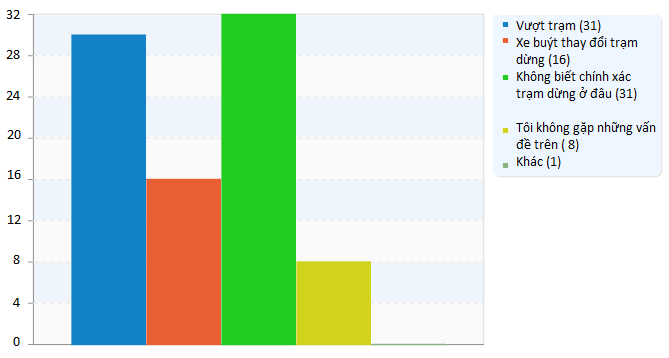 32
28
24
20
16
12
8
4
0
Vượt trạm (31)
Xe buýt thay đổi trạm
dừng (16)
Không biết chính xác
trạm dừng ở đâu (31)
Tôi không gặp những vấn
đề trên ( 8)
Khác (1)